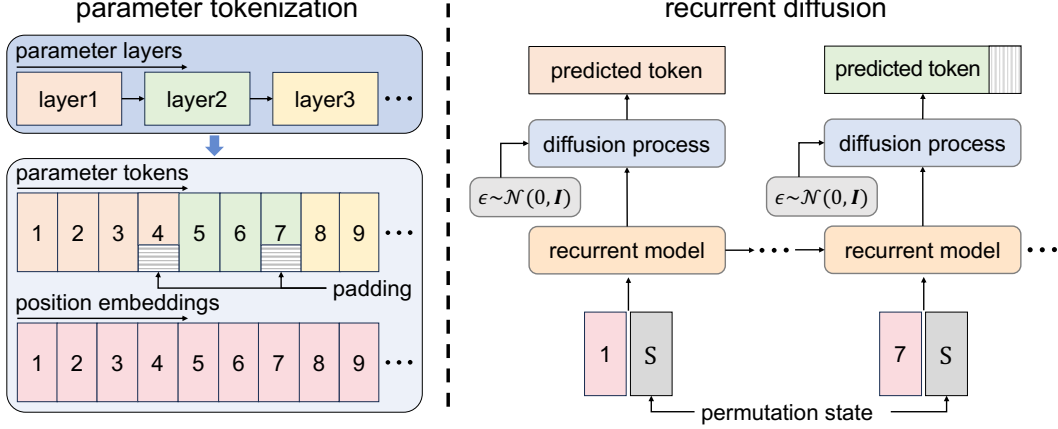 parameter tokenization
parameter layers
layer1
layer2
layer3
...
parameter tokens
1 2 3 4 5 6 7 8 9 ...
padding
position embeddings
1 2 3 4 5 6 7 8 9 ...
recurrent diffusion
predicted token
predicted token
diffusion process
diffusion process
ϵ~𝒩(0, I)
ϵ~𝒩(0, I)
recurrent model
...
recurrent model
...
1 S
7 S
permutation state